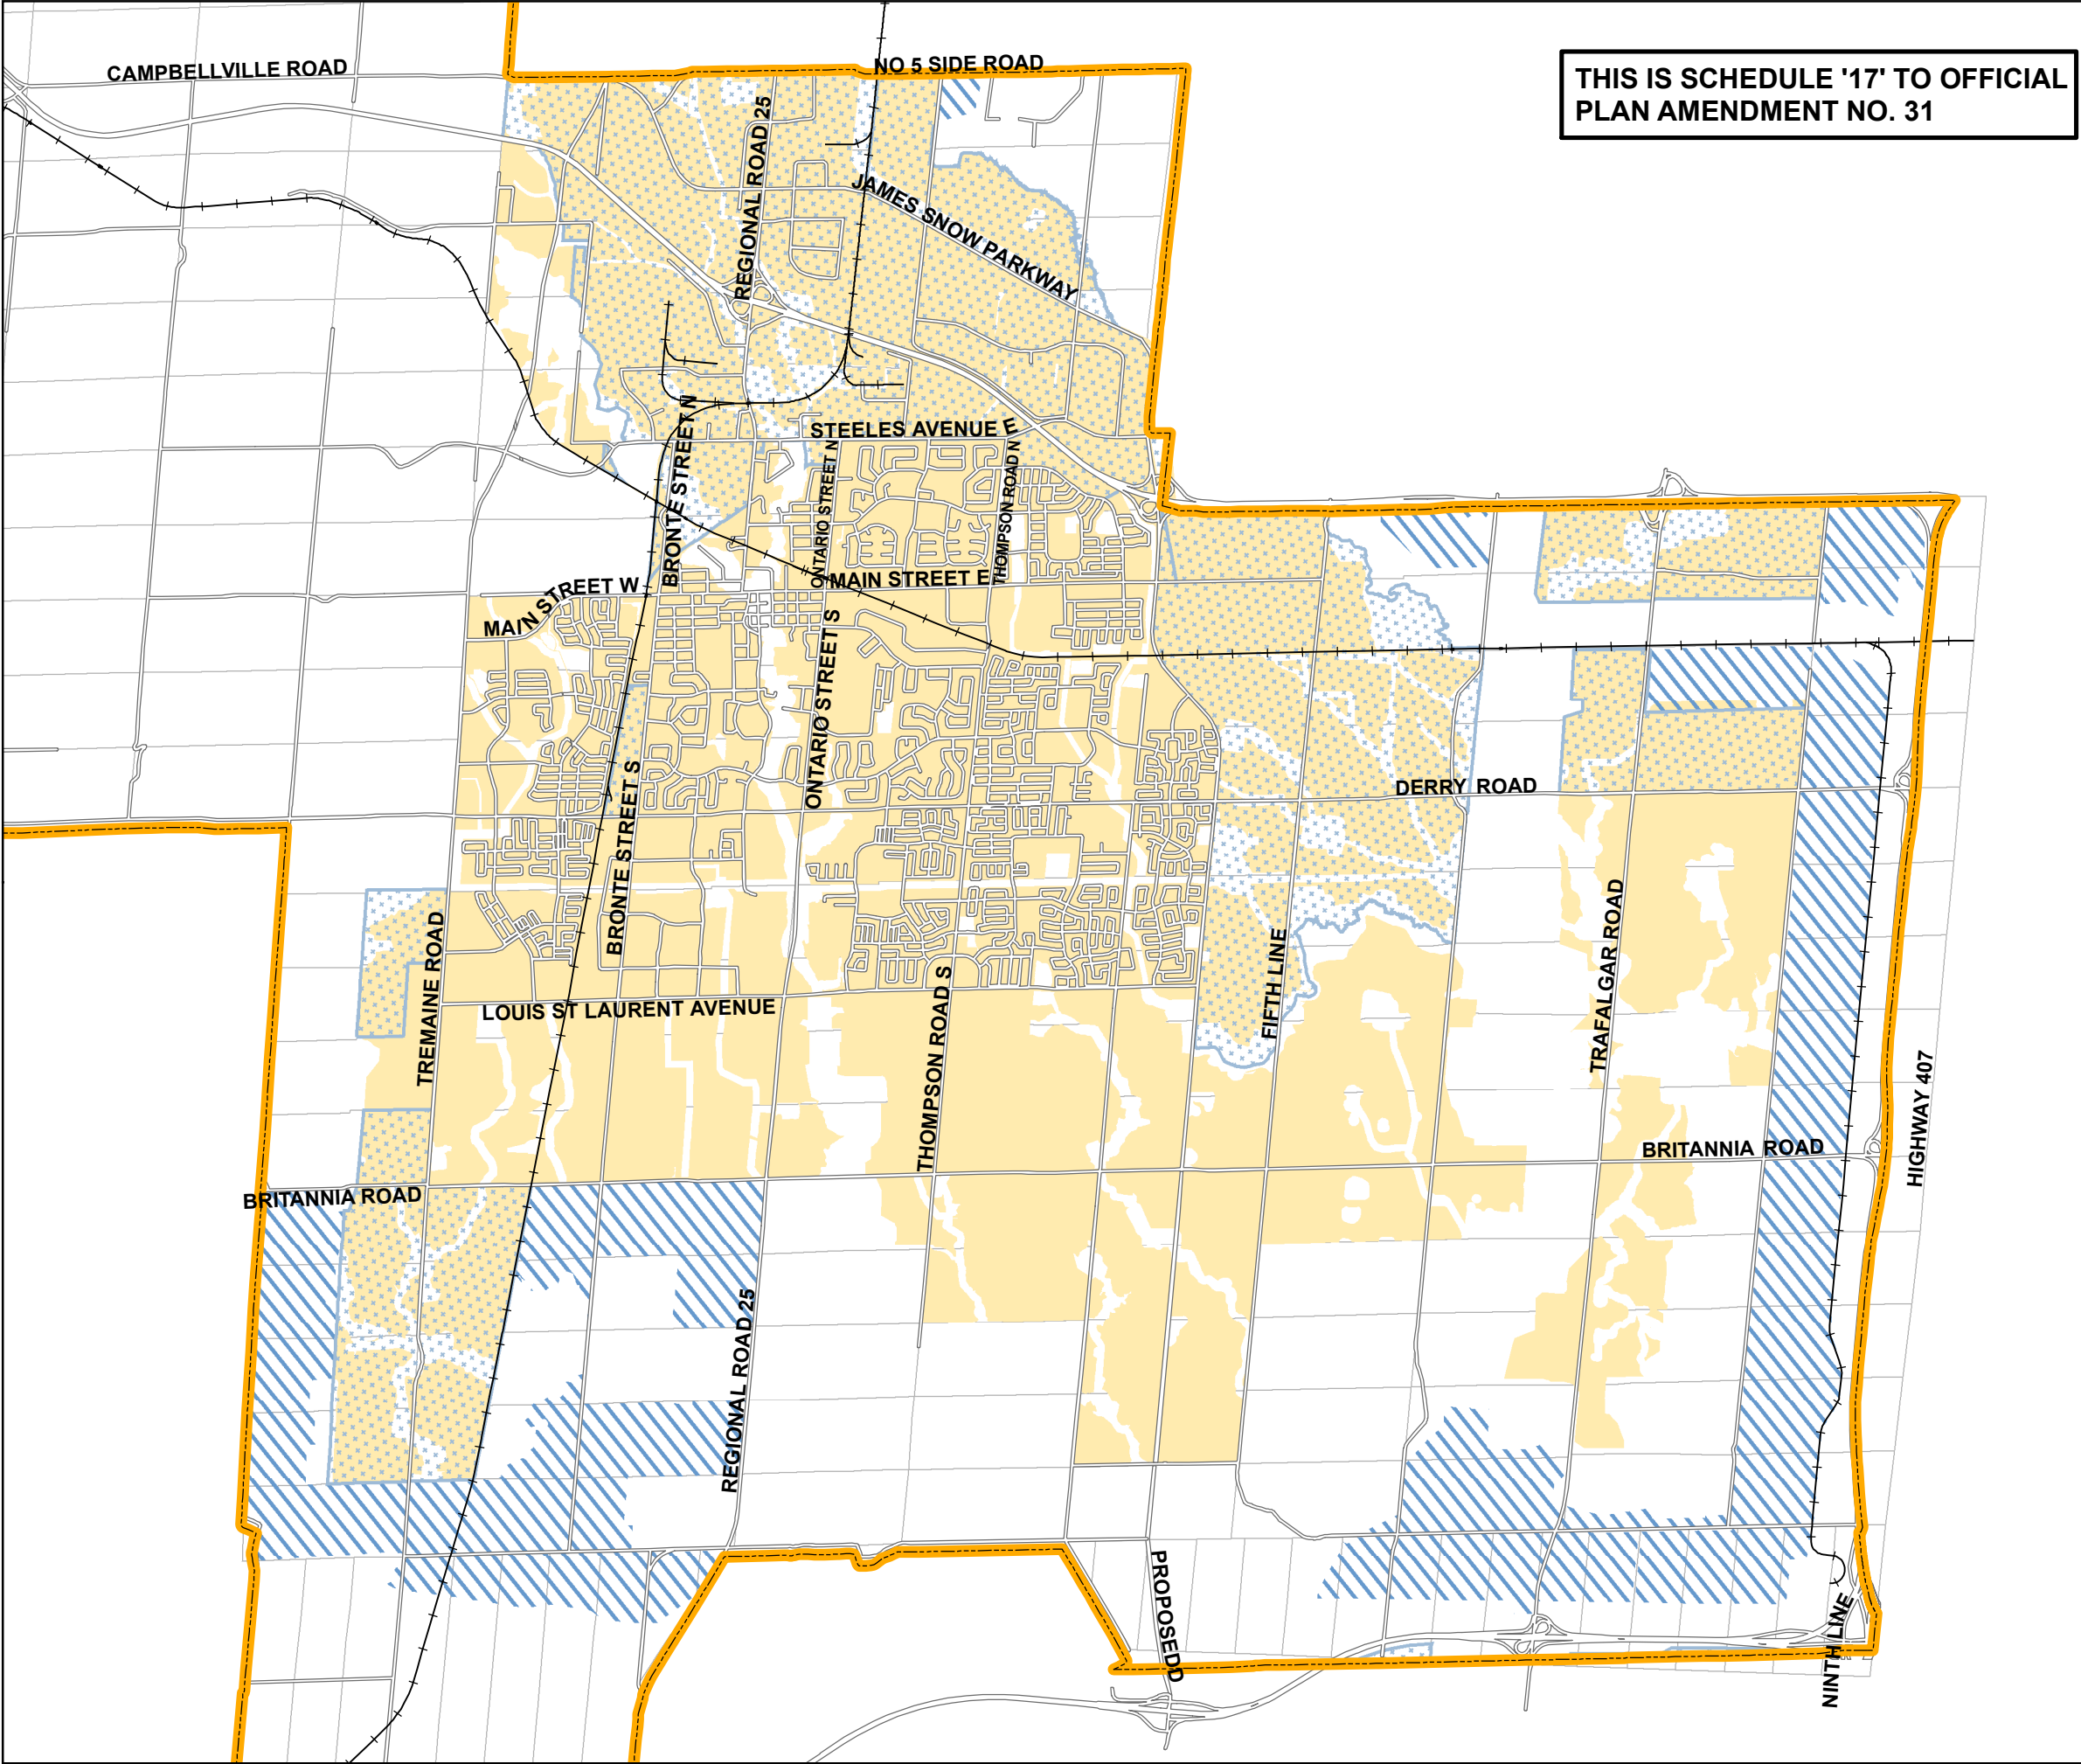 CAMPBELLVILLE ROAD
NO 5 SIDE ROAD
THIS IS SCHEDULE '17' TO OFFICIAL
PLAN AMENDMENT NO. 31
REGIONAL ROAD 25
JAMES SNOW PARKWAY
BRONTE STREET N
STEELES AVENUE E
ONTARIO STREET N
THOMPSON ROAD N
MAIN STREET W
MAIN STREET E
ONTARIO STREET S
BRONTE STREET S
DERRY ROAD
TREMAINE ROAD
LOUIS ST LAURENT AVENUE
THOMPSON ROAD S
FIFTH LINE
TRAFALGAR ROAD
HIGHWAY 407
BRITANNIA ROAD
BRITANNIA ROAD
REGIONAL ROAD 25
PROPOSEDD
NINTH LINE